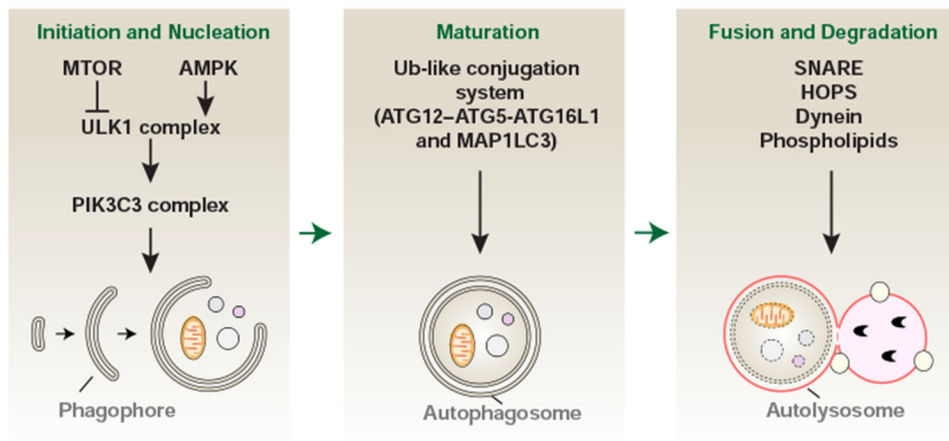 Initiation and Nucleation
MTOR AMPK
ULK1 complex
PIK3C3 complex
Phagophore
Maturation
Ub-like conjugation
system
(ATG12–ATG5-ATG16L1
and MAP1LC3)
Autophagosome
Fusion and Degradation
SNARE
HOPS
Dynein
Phospholipids
Autolysosome